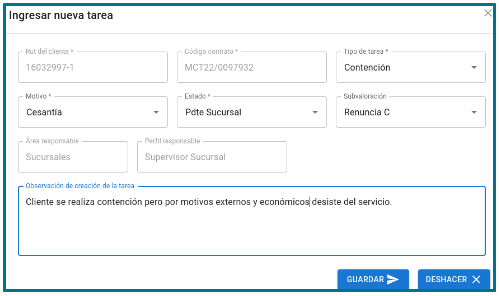 Ingresar nueva tarea
Rut del cliente * Código contrato * Tipo de tarea *
16032997-1 MCT22/0097932 Contención
Motivo * Estado * Subvaloración
Cesantía Pdte Sucursal Renuncia C
Área responsable Perfil responsable
Sucursales Supervisor Sucursal
Observación de creación de la tarea
Cliente se realiza contención pero por motivos externos y económicos desiste del servicio.
GUARDAR DESHACER